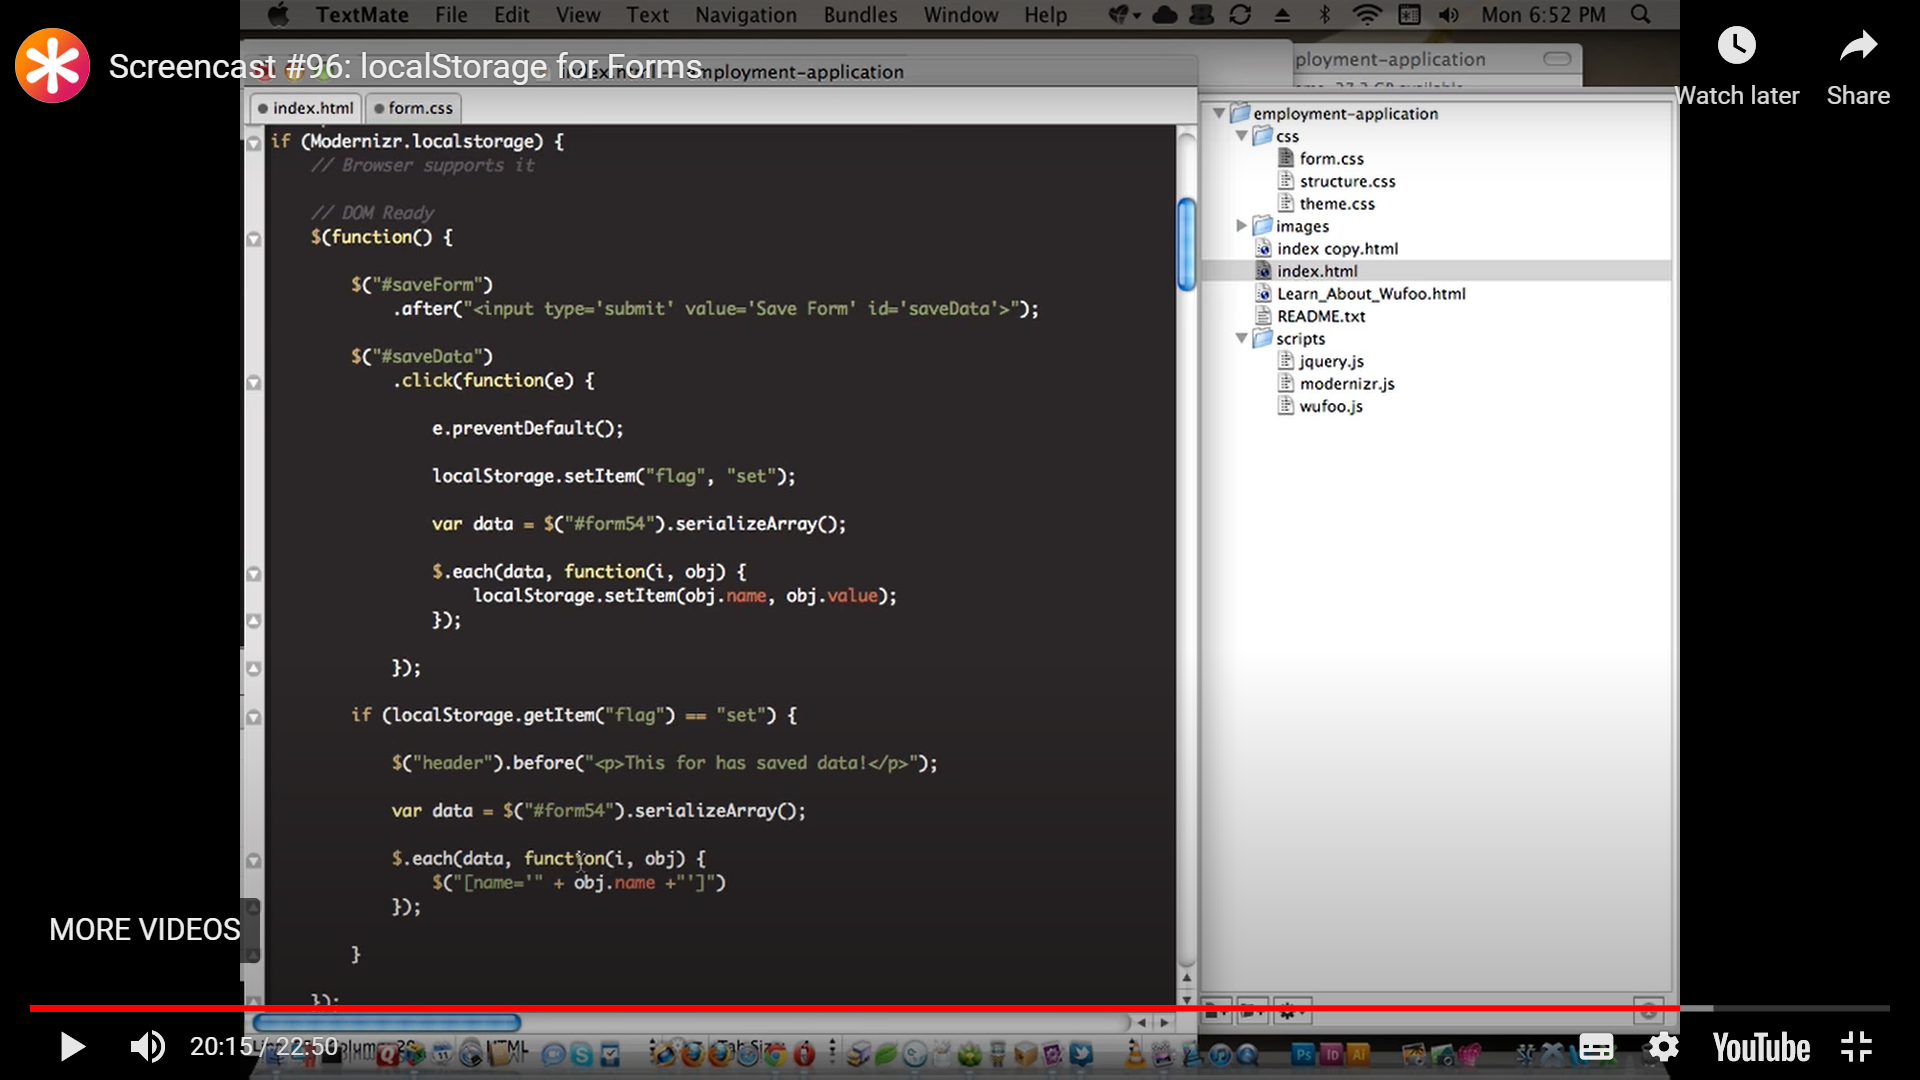 TextMate File Edit View Text Navigation Bundles Window Help Mon 6:52 PM
Screencast #96: localStorage for Forms
employment-application
ployment-application
Watch later
Share
index.html
form.css
if (Modernizr.localstorage) {
// Browser supports it
// DOM Ready
$(function() {
$("#saveForm")
.after("<input type='submit' value='Save Form' id='saveData'>");
$("#saveData")
.click(function(e) {
e.preventDefault();
localStorage.setItem("flag", "set");
var data = $("#form54").serializeArray();
$.each(data, function(i, obj) {
localStorage.setItem(obj.name, obj.value);
});
});
if (localStorage.getItem("flag") == "set") {
$("header").before("<p>This for has saved data!</p>");
var data = $("#form54").serializeArray();
$.each(data, function(i, obj) {
$("[name='" + obj.name +"']")
});
}
});
employment-application
css
form.css
structure.css
theme.css
images
index copy.html
index.html
Learn_About_Wufoo.html
README.txt
scripts
jquery.js
modernizr.js
wufoo.js
MORE VIDEOS
20:15 / 22:50
Ps
Id
Ai
YouTube